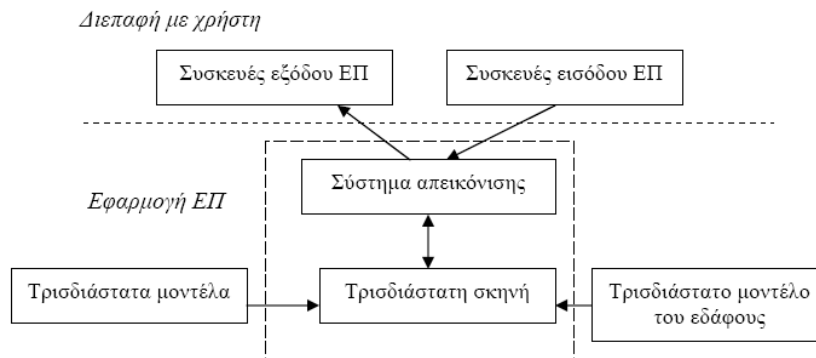 Διεπαφή με χρήστη
Συσκευές εξόδου ΕΠ
Συσκευές εισόδου ΕΠ
Σύστημα απεικόνισης
Εφαρμογή ΕΠ
Τρισδιάστατα μοντέλα
Τρισδιάστατη σκηνή
Τρισδιάστατο μοντέλο
του εδάφους